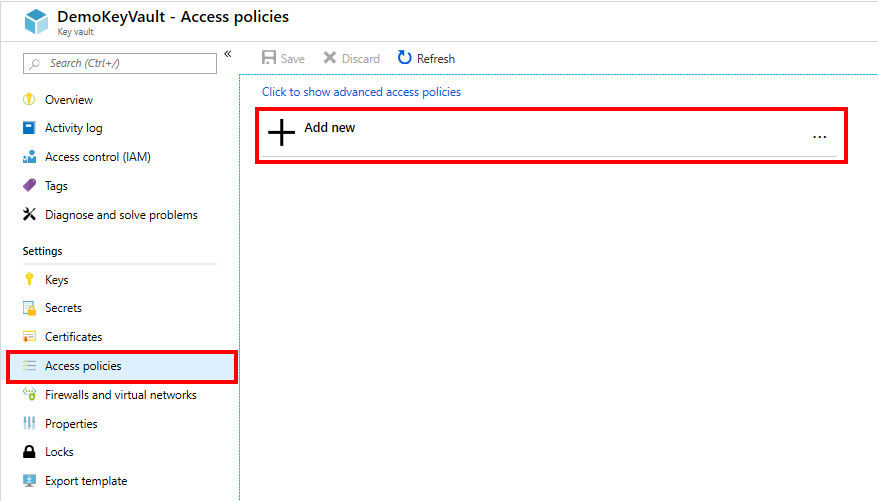 DemoKeyVault - Access policies
Key vault
Search (Ctrl+/)
«
Overview
Activity log
Access control (IAM)
Tags
Diagnose and solve problems
Settings
Keys
Secrets
Certificates
Access policies
Firewalls and virtual networks
Properties
Locks
Export template
Save Discard Refresh
Click to show advanced access policies
Add new ...